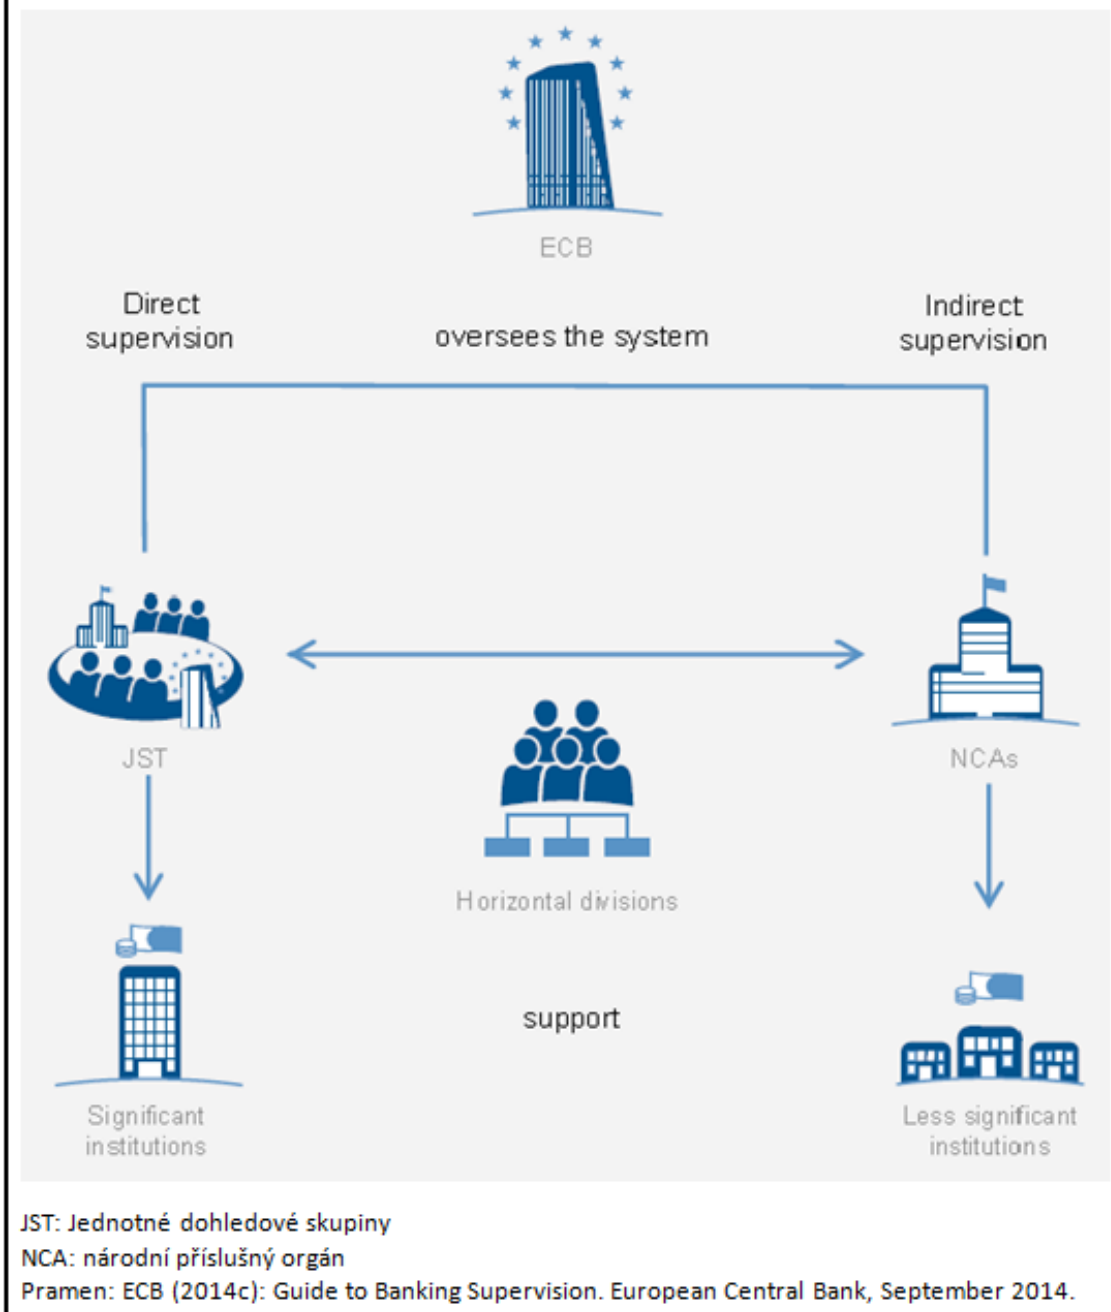 ECB
Direct
supervision
oversees the system
Indirect
supervision
JST
NCAs
Horizontal divisions
support
Significant
institutions
Less significant
institutions
JST: Jednotné dohledové skupiny
NCA: národní příslušný orgán
Pramen: ECB (2014c): Guide to Banking Supervision. European Central Bank, September 2014.